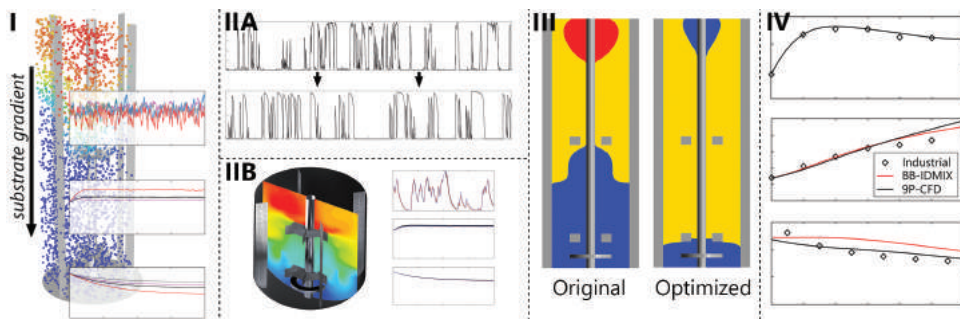 I
substrate gradient
IIA
IIB
III
Original
Optimized
IV
Industrial
BB-IDMIX
9P-CFD